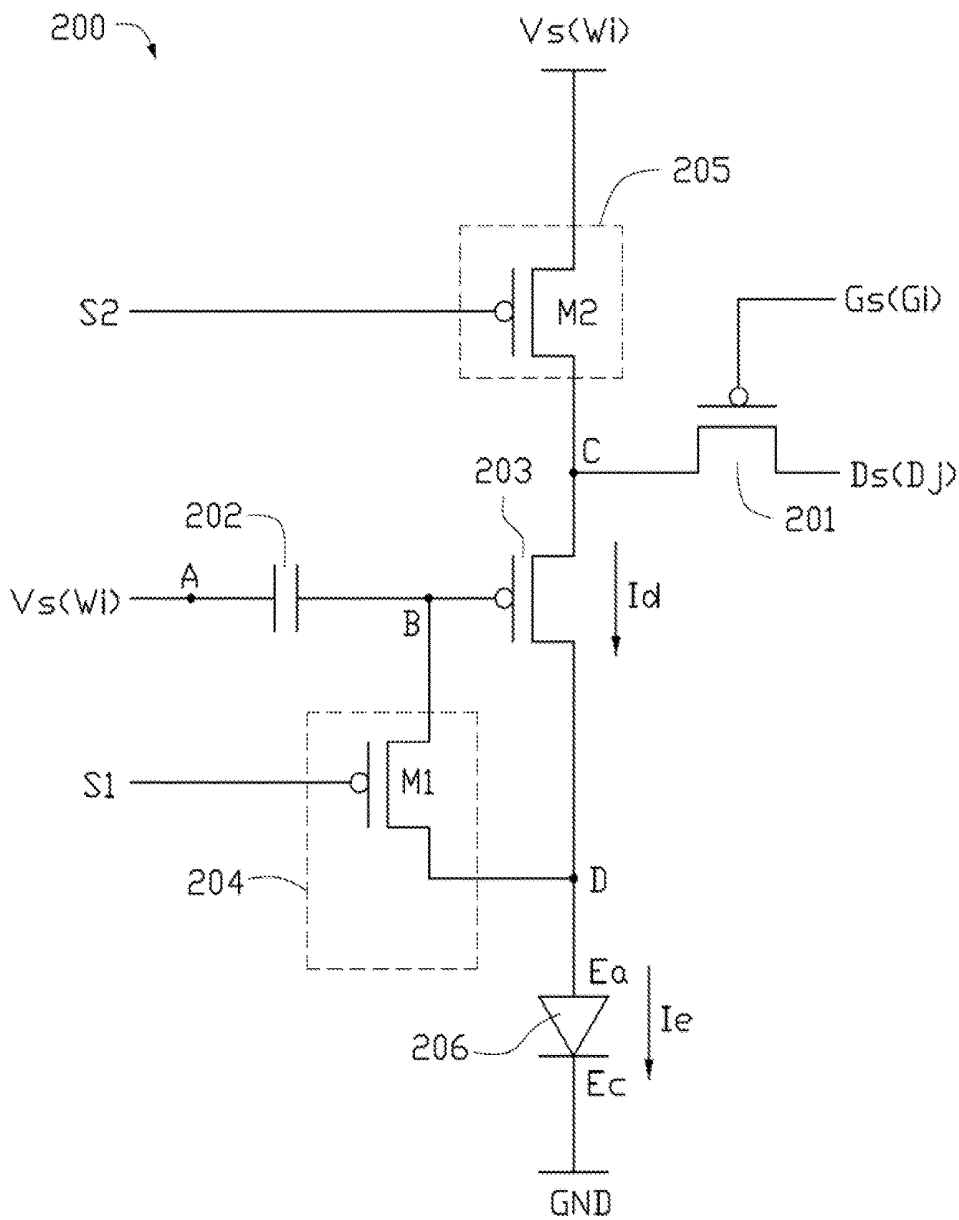 200
Vs(Wi)
205
S2
M2
Gs(Gi)
C
203
Ds(Dj)
202
201
A
Vs(Wi)
B
Id
S1
M1
204
D
Ea
Ie
206
Ec
GND